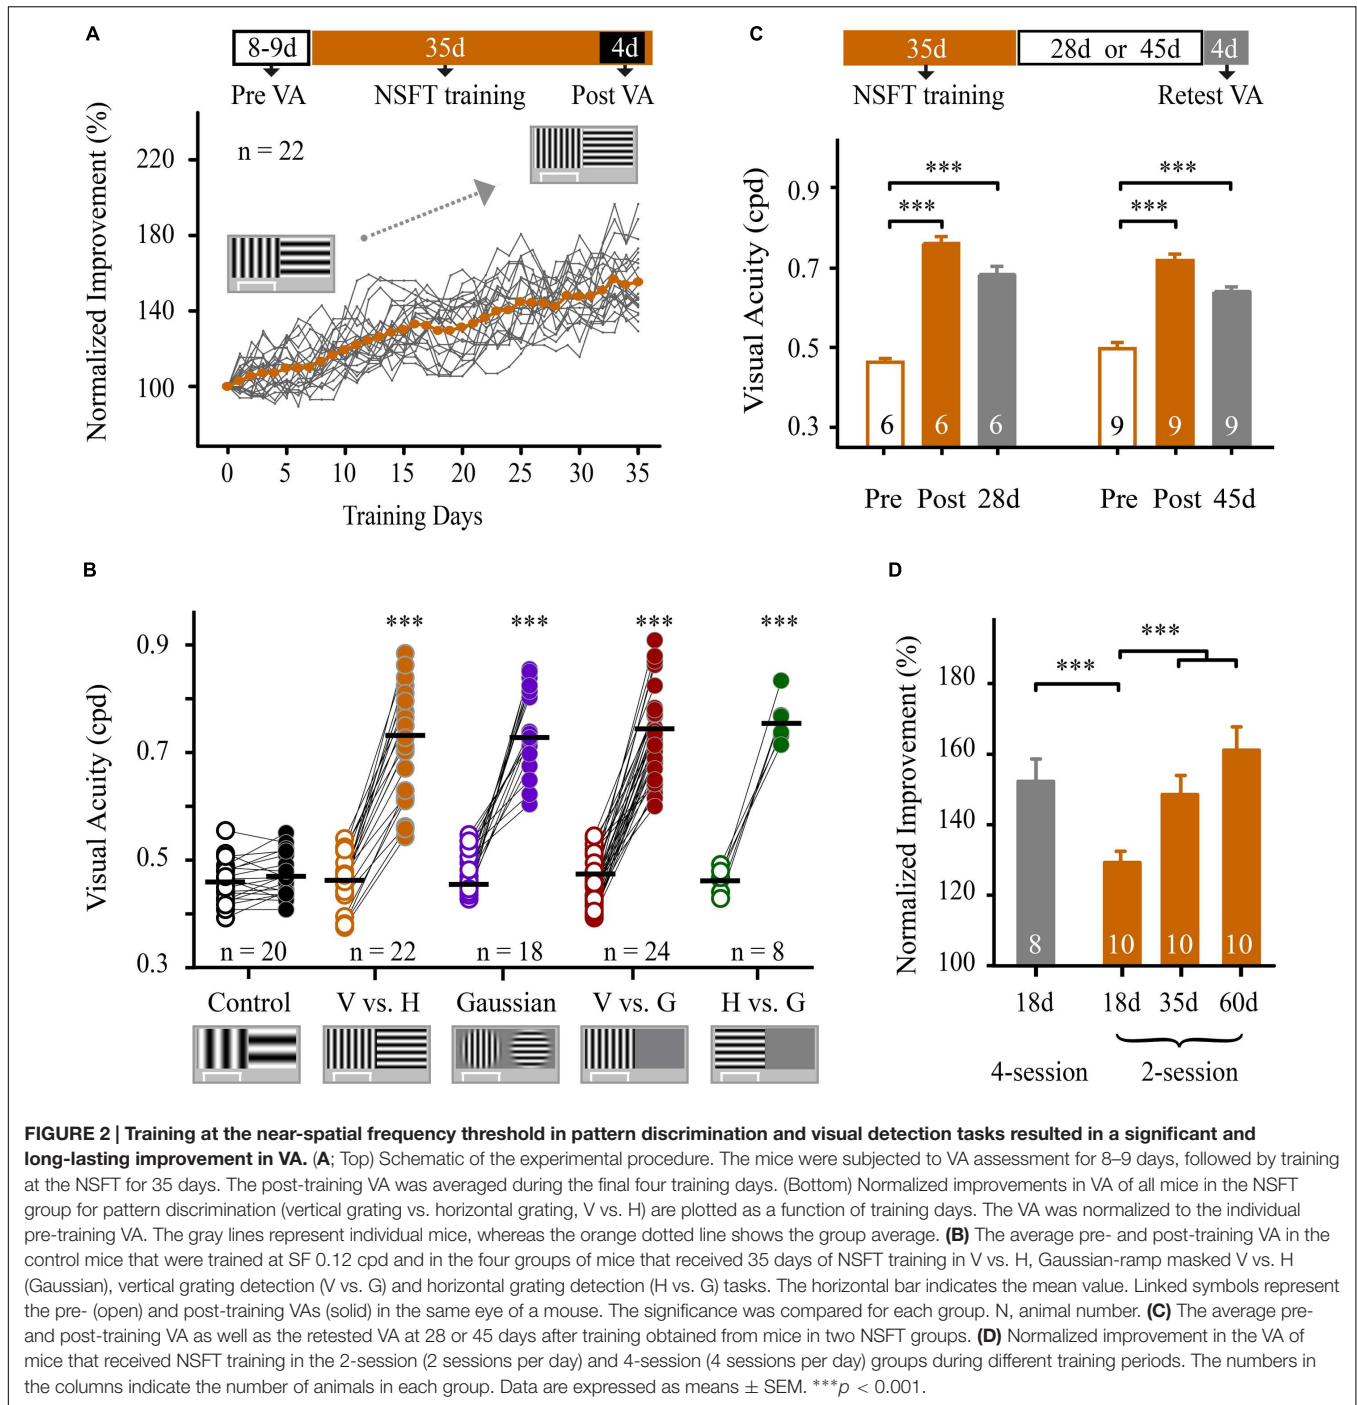 A
8-9d 35d 4d
Pre VA NSFT training Post VA
Normalized Improvement (%)
n = 22
220
180
140
100
0 5 10 15 20 25 30 35
Training Days
C
35d 28d or 45d 4d
NSFT training Retest VA
Visual Acuity (cpd)
*** ***
*** ***
0.9
0.7
0.5
0.3
6 6 6 9 9 9
Pre Post 28d Pre Post 45d
B
Visual Acuity (cpd)
*** *** *** ***
0.9
0.7
0.5
0.3
n = 20 n = 22 n = 18 n = 24 n = 8
Control V vs. H Gaussian V vs. G H vs. G
D
Normalized Improvement (%)
*** ***
180
160
140
120
100
8 10 10 10
18d 18d 35d 60d
4-session 2-session
FIGURE 2 | Training at the near-spatial frequency threshold in pattern discrimination and visual detection tasks resulted in a significant and
long-lasting improvement in VA. (A; Top) Schematic of the experimental procedure. The mice were subjected to VA assessment for 8–9 days, followed by training
at the NSFT for 35 days. The post-training VA was averaged during the final four training days. (Bottom) Normalized improvements in VA of all mice in the NSFT
group for pattern discrimination (vertical grating vs. horizontal grating, V vs. H) are plotted as a function of training days. The VA was normalized to the individual
pre-training VA. The gray lines represent individual mice, whereas the orange dotted line shows the group average. (B) The average pre- and post-training VA in the
control mice that were trained at SF 0.12 cpd and in the four groups of mice that received 35 days of NSFT training in V vs. H, Gaussian-ramp masked V vs. H
(Gaussian), vertical grating detection (V vs. G) and horizontal grating detection (H vs. G) tasks. The horizontal bar indicates the mean value. Linked symbols represent
the pre- (open) and post-training VAs (solid) in the same eye of a mouse. The significance was compared for each group. N, animal number. (C) The average pre-
and post-training VA as well as the retested VA at 28 or 45 days after training obtained from mice in two NSFT groups. (D) Normalized improvement in the VA of
mice that received NSFT training in the 2-session (2 sessions per day) and 4-session (4 sessions per day) groups during different training periods. The numbers in
the columns indicate the number of animals in each group. Data are expressed as means ± SEM. ***p < 0.001.